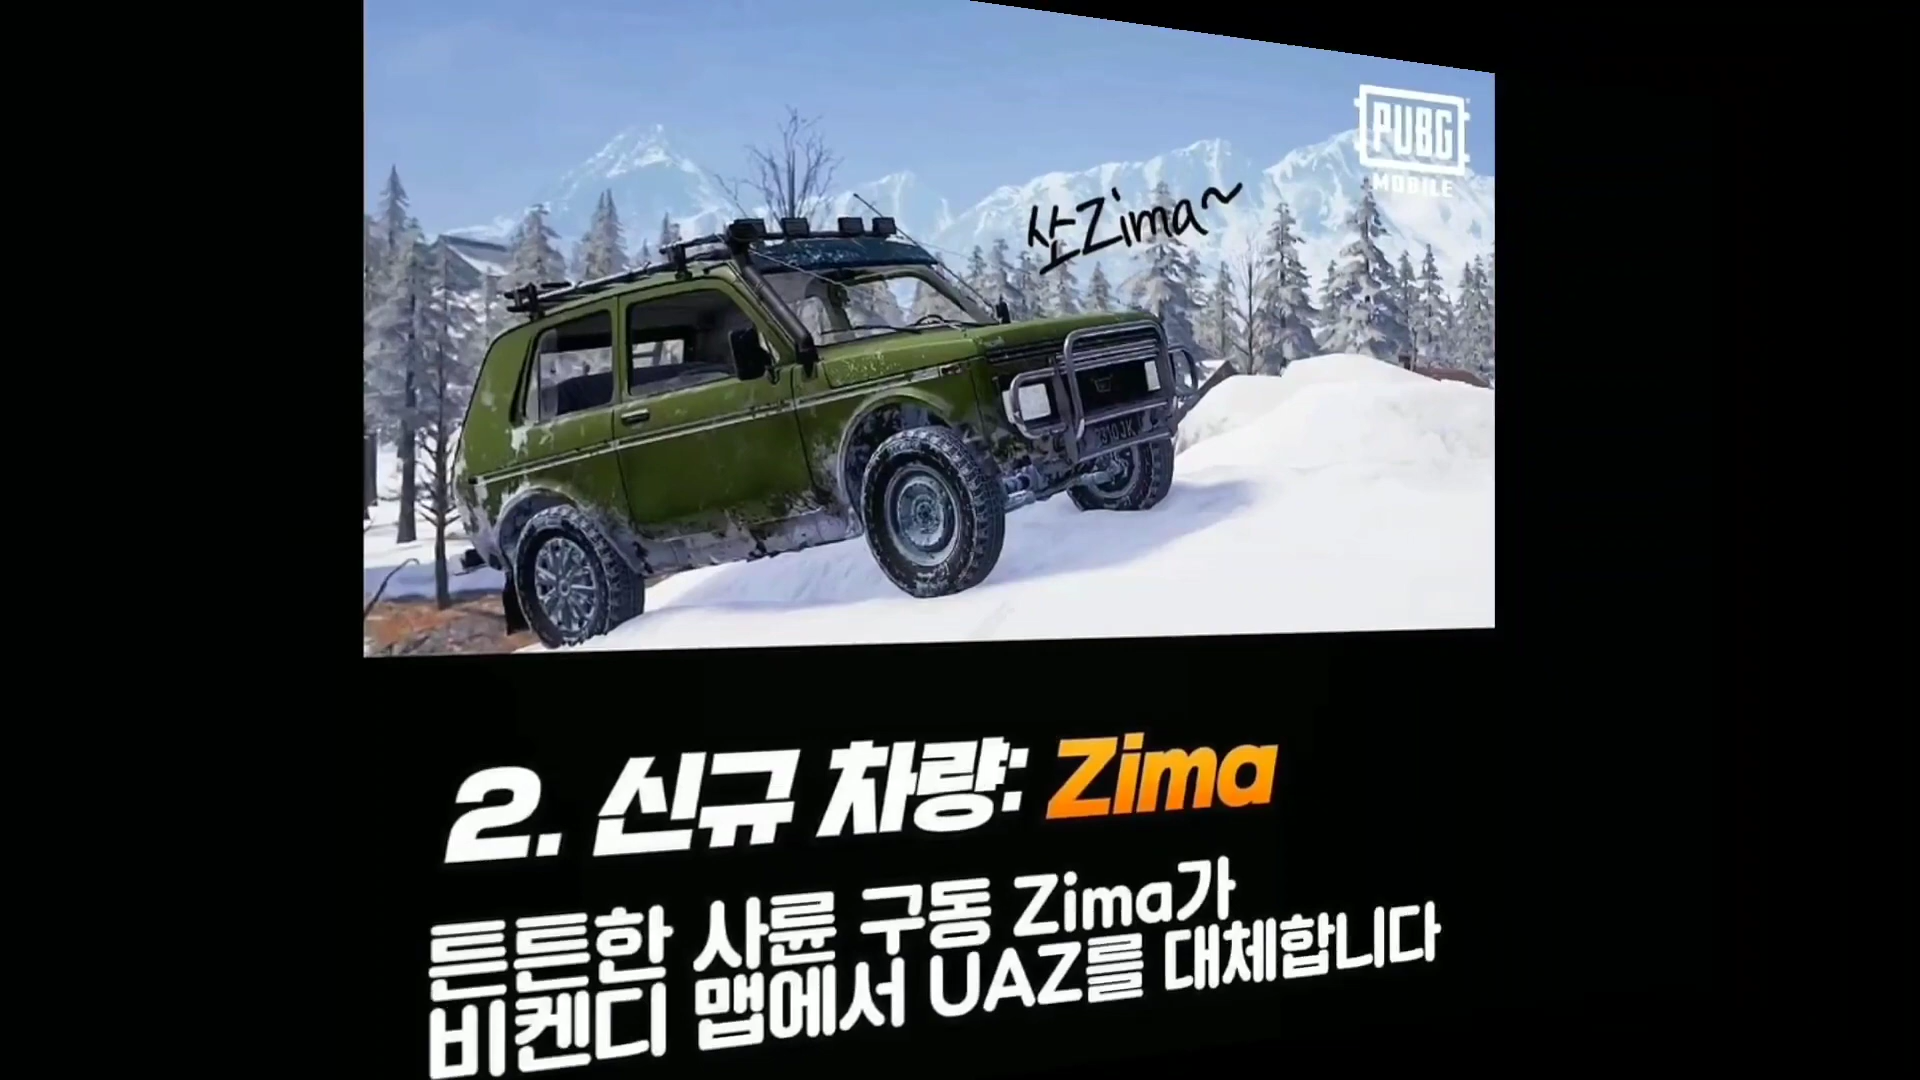 PUBG
MOBILE
산Zima~
2. 신규 차량: Zima
튼튼한 사륜 구동 Zima가
비켄디 맵에서 UAZ를 대체합니다